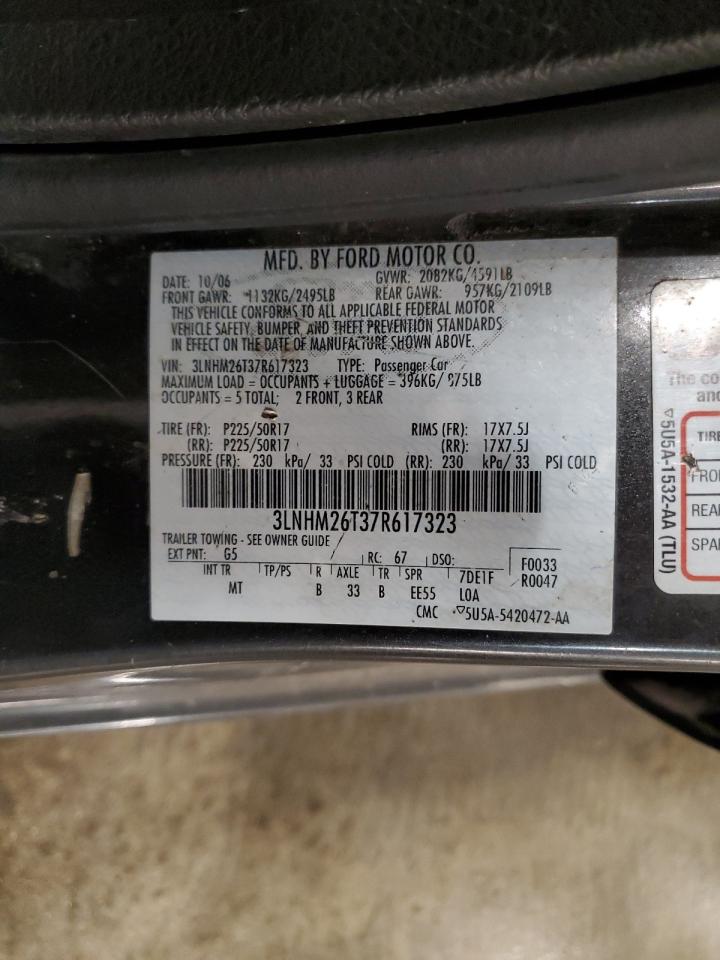 MFD. BY FORD MOTOR CO.
DATE: 10/06 GVWR: 2082KG/4591LB
FRONT GAWR: 1132KG/2495LB REAR GAWR: 957KG/2109LB
THIS VEHICLE CONFORMS TO ALL APPLICABLE FEDERAL MOTOR
VEHICLE SAFETY, BUMPER, AND THEFT PREVENTION STANDARDS
IN EFFECT ON THE DATE OF MANUFACTURE SHOWN ABOVE.
VIN: 3LNHM26T37R617323 TYPE: Passenger Car
MAXIMUM LOAD = OCCUPANTS + LUGGAGE = 396KG/ 875LB
OCCUPANTS = 5 TOTAL; 2 FRONT, 3 REAR
TIRE (FR): P225/50R17 RIMS (FR): 17X7.5J
(RR): P225/50R17 (RR): 17X7.5J
PRESSURE (FR): 230 kPa/ 33 PSI COLD (RR): 230 kPa/ 33 PSI COLD
3LNHM26T37R617323
TRAILER TOWING - SEE OWNER GUIDE
EXT PNT: G5 RC: 67 DSO: F0033
INT TR TP/PS R AXLE TR SPR 7DE1F R0047
MT B 33 B EE55 L0A
CMC ▽5U5A-5420472-AA
▽5U5A-1532-AA (TLU)
The
and
TIRE
REAR